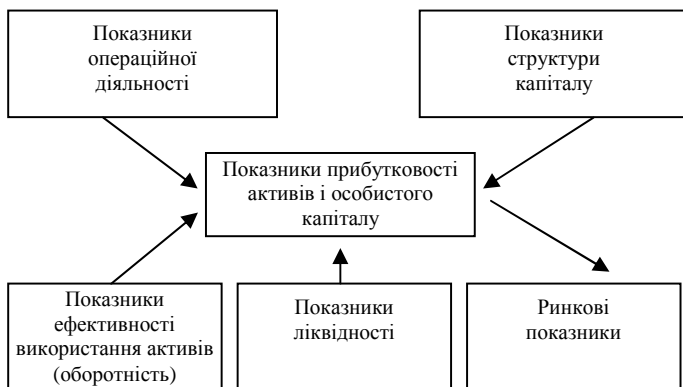 Показники
операційної
діяльності
Показники
структури
капіталу
Показники прибутковості
активів і особистого
капіталу
Показники
ефективності
використання активів
(оборотність)
Показники
ліквідності
Ринкові
показники